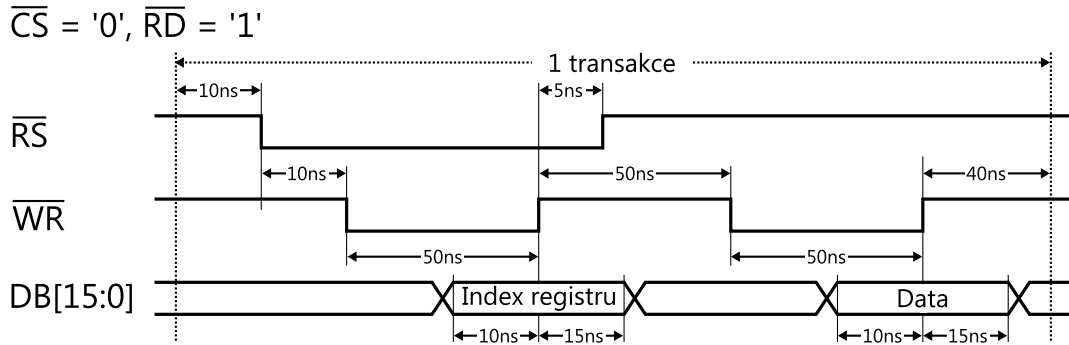 CS = '0', RD = '1'
1 transakce
10ns 5ns
RS
10ns 50ns 40ns
WR
50ns 50ns
DB[15:0] Index registru Data
10ns 15ns 10ns 15ns